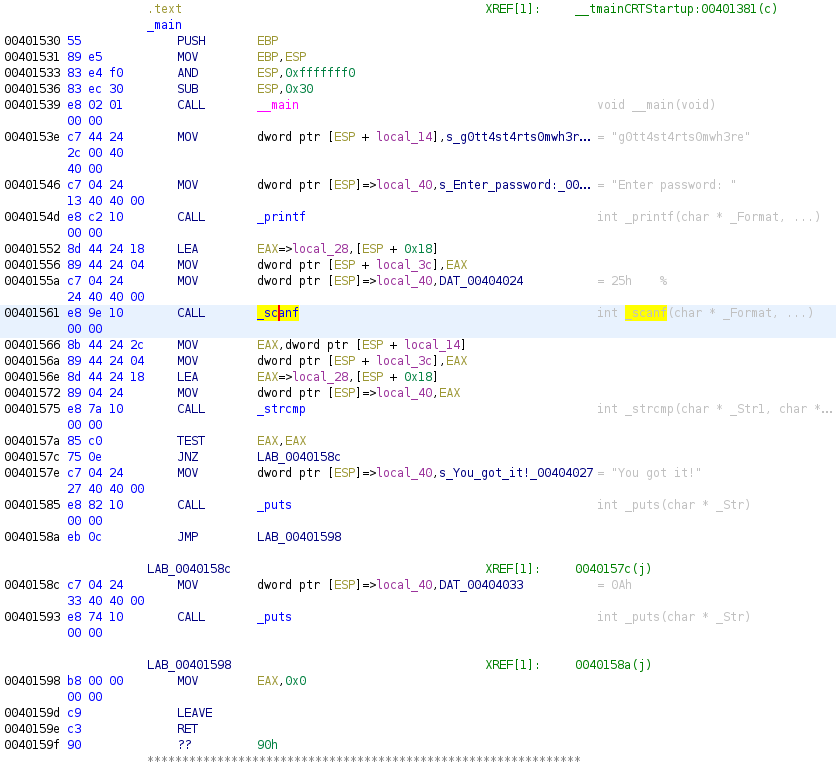 .text XREF[1]: __tmainCRTStartup:00401381(c)
_main
00401530 55 PUSH EBP
00401531 89 e5 MOV EBP,ESP
00401533 83 e4 f0 AND ESP,0xfffffff0
00401536 83 ec 30 SUB ESP,0x30
00401539 e8 02 01 CALL __main void __main(void)
00 00
0040153e c7 44 24 MOV dword ptr [ESP + local_14],s_g0tt4st4rts0mwh3r... = "g0tt4st4rts0mwh3re"
2c 00 40
40 00
00401546 c7 04 24 MOV dword ptr [ESP]=>local_40,s_Enter_password:_00... = "Enter password: "
13 40 40 00
0040154d e8 c2 10 CALL _printf int _printf(char * _Format, ...)
00 00
00401552 8d 44 24 18 LEA EAX=>local_28,[ESP + 0x18]
00401556 89 44 24 04 MOV dword ptr [ESP + local_3c],EAX
0040155a c7 04 24 MOV dword ptr [ESP]=>local_40,DAT_00404024 = 25h %
24 40 40 00
00401561 e8 9e 10 CALL _scanf int _scanf(char * _Format, ...)
00 00
00401566 8b 44 24 2c MOV EAX,dword ptr [ESP + local_14]
0040156a 89 44 24 04 MOV dword ptr [ESP + local_3c],EAX
0040156e 8d 44 24 18 LEA EAX=>local_28,[ESP + 0x18]
00401572 89 04 24 MOV dword ptr [ESP]=>local_40,EAX
00401575 e8 7a 10 CALL _strcmp int _strcmp(char * _Str1, char *...
00 00
0040157a 85 c0 TEST EAX,EAX
0040157c 75 0e JNZ LAB_0040158c
0040157e c7 04 24 MOV dword ptr [ESP]=>local_40,s_You_got_it!_00404027 = "You got it!"
27 40 40 00
00401585 e8 82 10 CALL _puts int _puts(char * _Str)
00 00
0040158a eb 0c JMP LAB_00401598
LAB_0040158c XREF[1]: 0040157c(j)
0040158c c7 04 24 MOV dword ptr [ESP]=>local_40,DAT_00404033 = 0Ah
33 40 40 00
00401593 e8 74 10 CALL _puts int _puts(char * _Str)
00 00
LAB_00401598 XREF[1]: 0040158a(j)
00401598 b8 00 00 MOV EAX,0x0
00 00
0040159d c9 LEAVE
0040159e c3 RET
0040159f 90 ?? 90h
*************************************************************